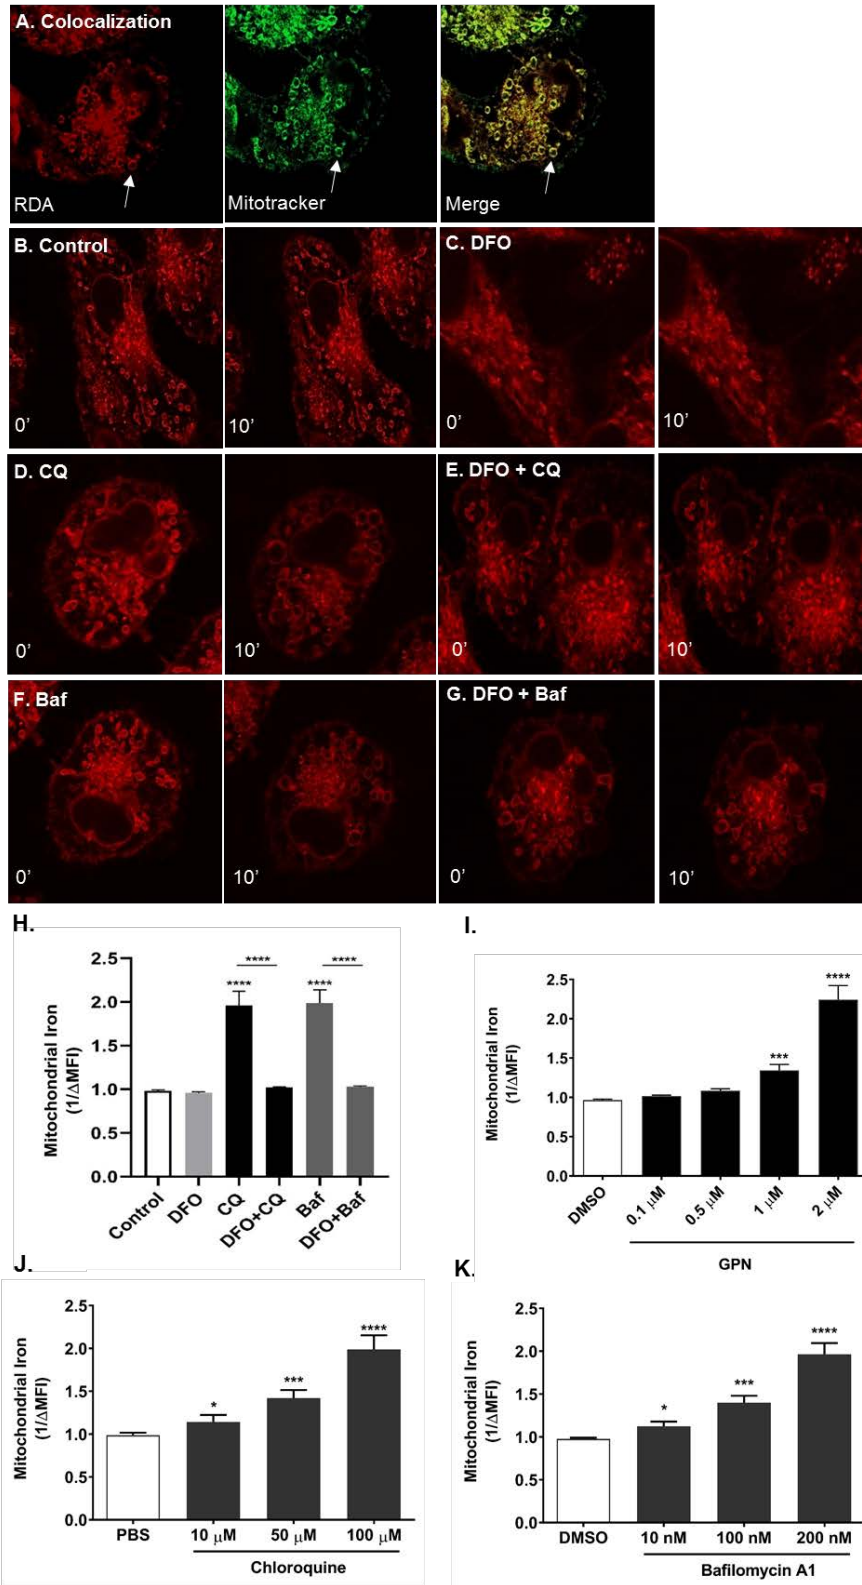 A. Colocalization
RDA
Mitotracker
Merge
B. Control
0’
10’
C. DFO
0’
10’
D. CQ
0’
10’
E. DFO + CQ
0’
10’
F. Baf
0’
10’
G. DFO + Baf
0’
10’
H.
Mitochondrial Iron
(1/ΔMFI)
2.5
2.0
1.5
1.0
0.5
0.0
****
****
****
****
Control
DFO
CQ
DFO+CQ
Baf
DFO+Baf
I.
Mitochondrial Iron
(1/ΔMFI)
2.5
2.0
1.5
1.0
0.5
0.0
***
****
DMSO
0.1 μM
0.5 μM
1 μM
2 μM
GPN
J.
Mitochondrial Iron
(1/ΔMFI)
2.5
2.0
1.5
1.0
0.5
0.0
*
***
****
PBS
10 μM
50 μM
100 μM
Chloroquine
K.
Mitochondrial Iron
(1/ΔMFI)
2.5
2.0
1.5
1.0
0.5
0.0
*
***
****
DMSO
10 nM
100 nM
200 nM
Bafilomycin A1